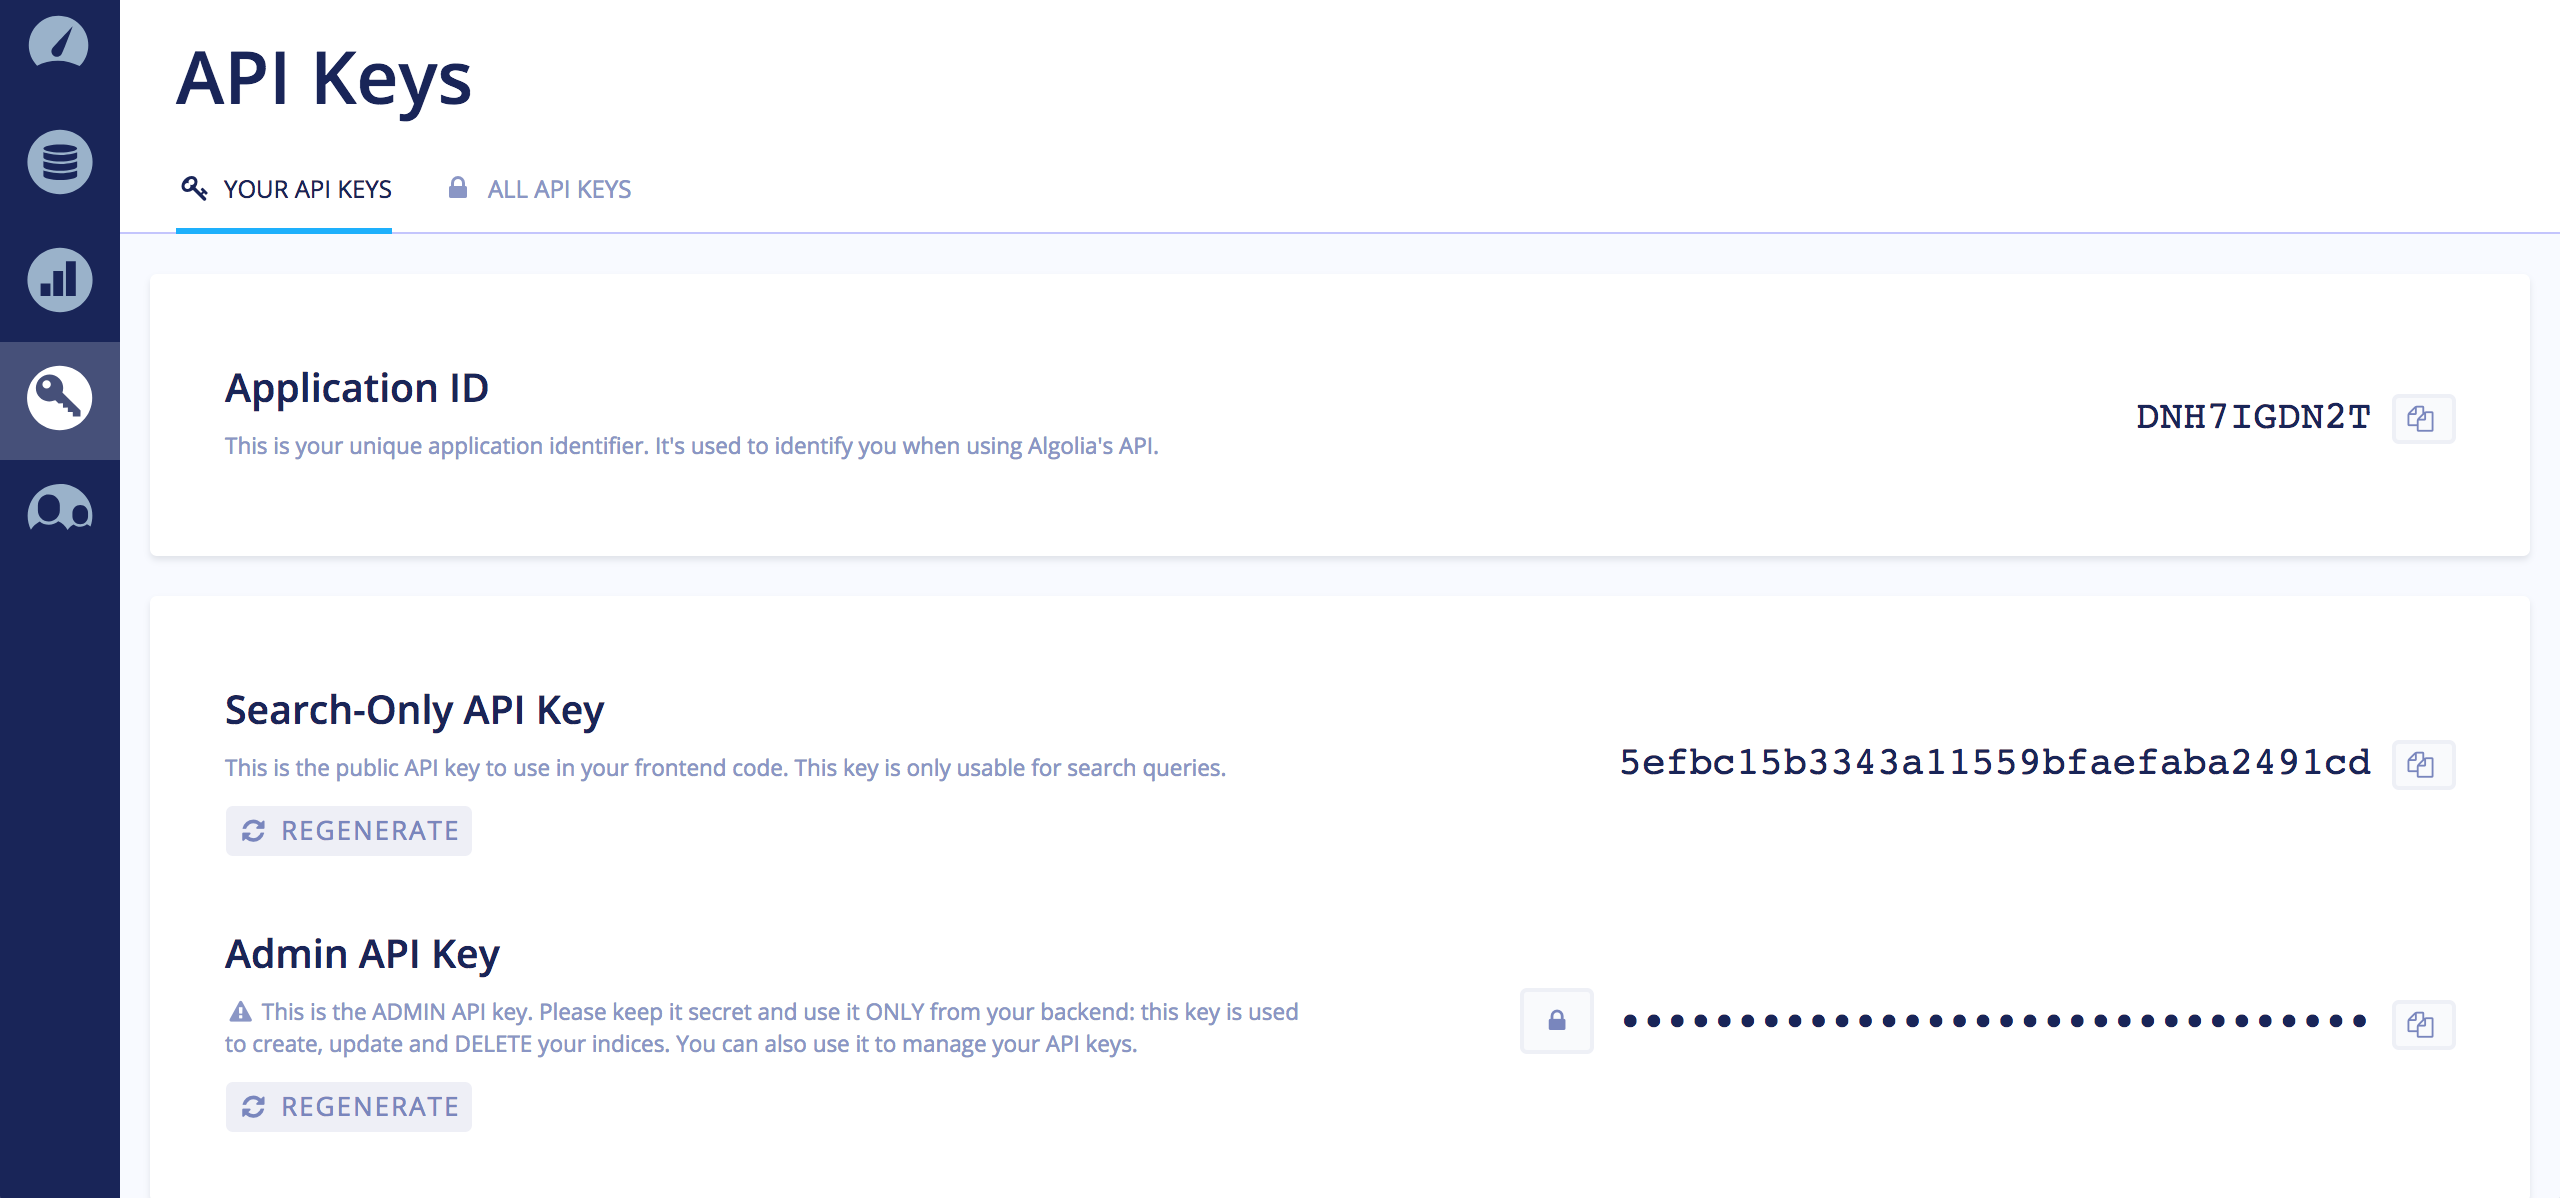 API Keys
YOUR API KEYS
ALL API KEYS
Application ID
This is your unique application identifier. It's used to identify you when using Algolia's API.
DNH7IGDN2T
Search-Only API Key
This is the public API key to use in your frontend code. This key is only usable for search queries.
5efbc15b3343a11559bfaefaba2491cd
REGENERATE
Admin API Key
This is the ADMIN API key. Please keep it secret and use it ONLY from your backend: this key is used
to create, update and DELETE your indices. You can also use it to manage your API keys.
••••••••••••••••••••••••••••••••
REGENERATE